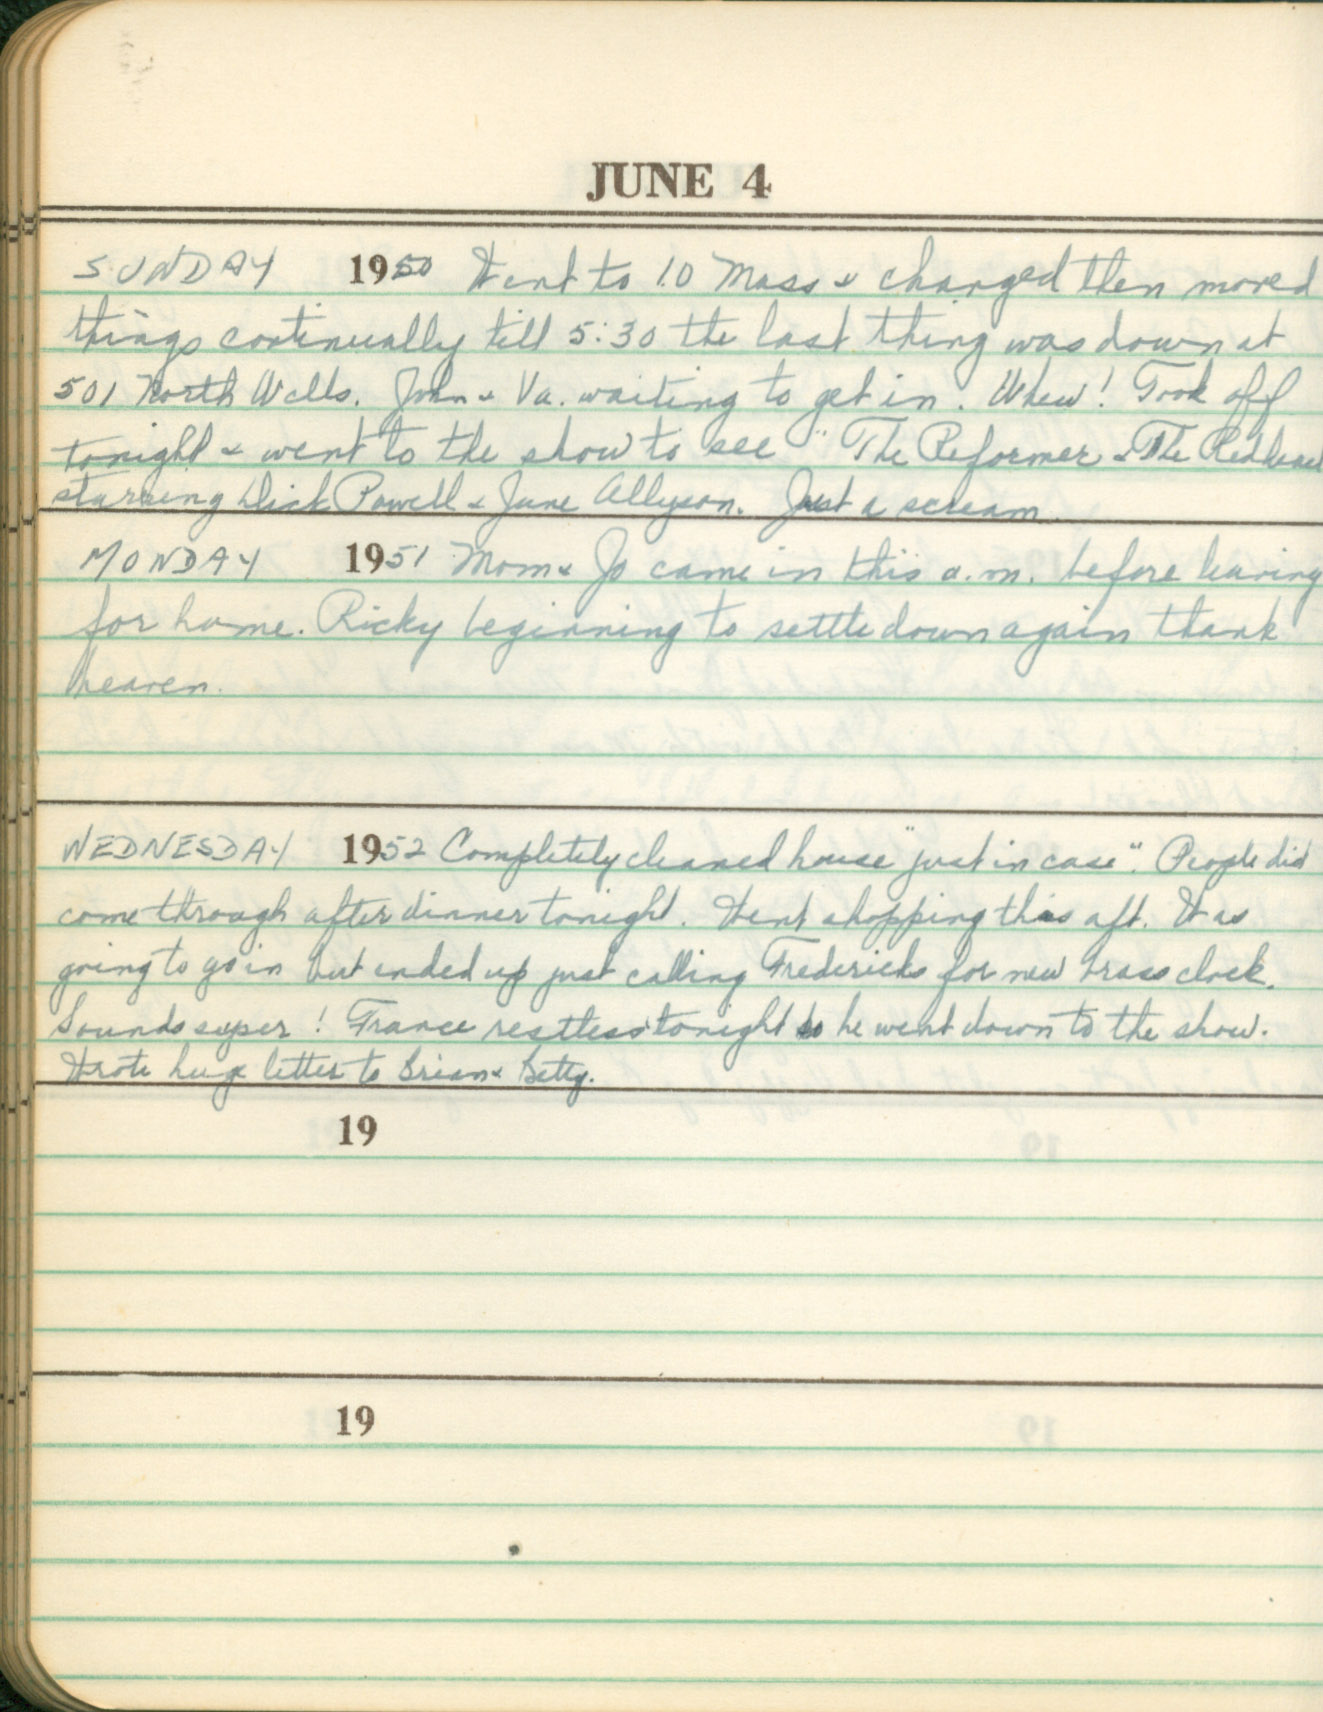 JUNE 4
SUNDAY 1950 Went to 10 Mass & changed then moved
things continually till 5:30 the last thing was down at
501 North Wells. John & Va. waiting to get in. Whew! Took off
tonight & went to the show to see "The Reformer & The Redhead
starring Dick Powell & June Allyson. Just a scream.
MONDAY 1951 Mom & Jo came in this a.m. before leaving
for home. Ricky beginning to settle down again thank
heaven.
WEDNESDAY 1952 Completely cleaned house "just in case". People did
come through after dinner tonight. Went shopping this aft. Was
going to go in but ended up just calling Fredericks for new brass clock.
Sounds super! France restless tonight so he went down to the show.
Wrote huge letter to Brian & Betty.
19
19